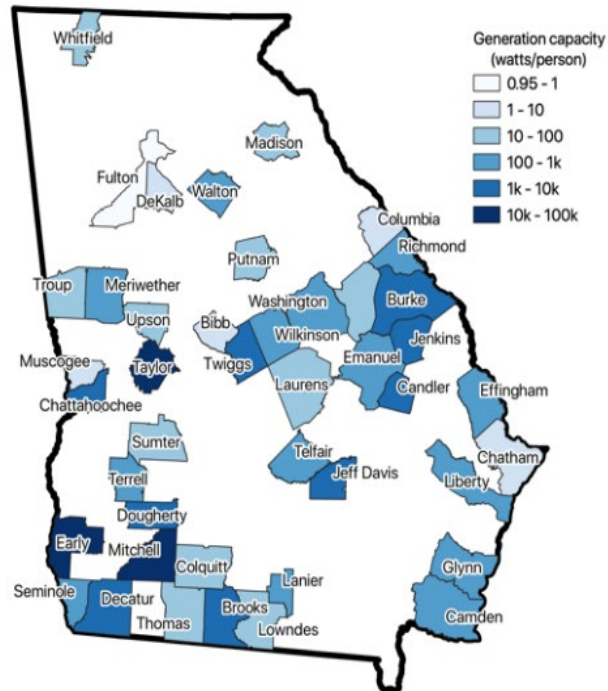 Generation capacity
(watts/person)
0.95 - 1
1 - 10
10 - 100
100 - 1k
1k - 10k
10k - 100k
Whitfield
Madison
Fulton
DeKalb
Walton
Columbia
Richmond
Putnam
Troup
Meriwether
Washington
Burke
Upson
Bibb
Wilkinson
Jenkins
Muscogee
Taylor
Twiggs
Emanuel
Laurens
Candler
Effingham
Chattahoochee
Sumter
Telfair
Chatham
Terrell
Jeff Davis
Liberty
Dougherty
Early
Mitchell
Colquitt
Glynn
Seminole
Decatur
Lanier
Brooks
Camden
Thomas
Lowndes